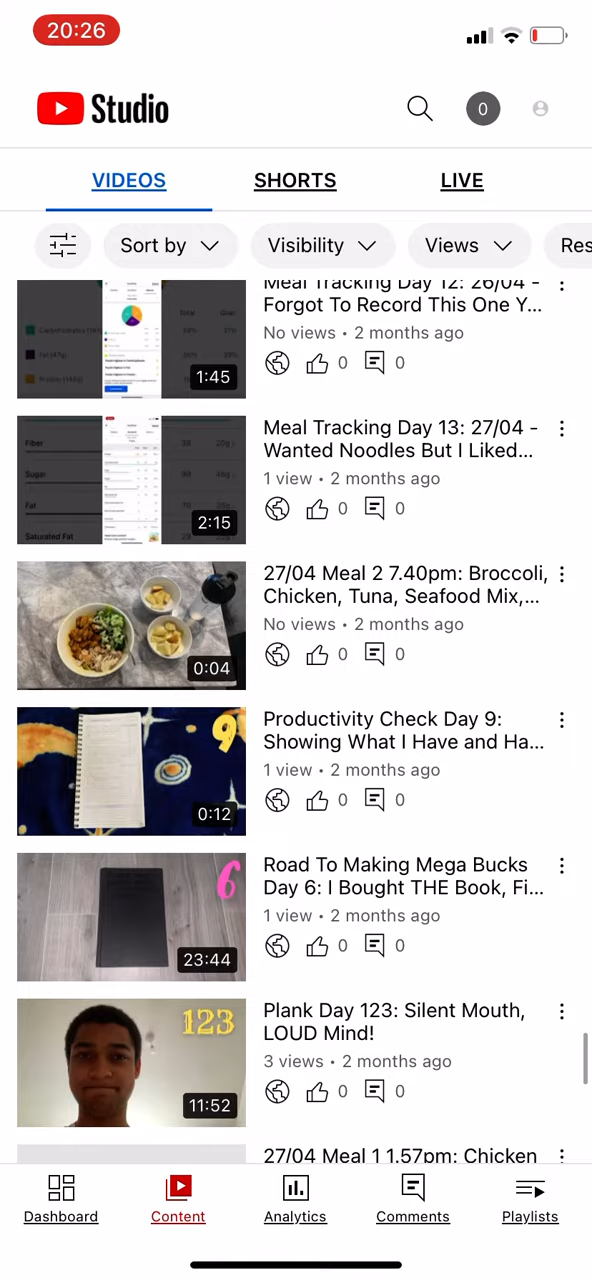 20:26
Studio
0
VIDEOS SHORTS LIVE
Sort by Visibility Views Res
Meal Tracking Day 12: 26/04 -
Forgot To Record This One Y...
No views • 2 months ago
0 0
1:45
Meal Tracking Day 13: 27/04 -
Wanted Noodles But I Liked...
1 view • 2 months ago
0 0
Fiber
Sugar
Fat
Saturated Fat
2:15
27/04 Meal 2 7.40pm: Broccoli,
Chicken, Tuna, Seafood Mix,...
No views • 2 months ago
0 0
0:04
Productivity Check Day 9:
Showing What I Have and Ha...
1 view • 2 months ago
0 0
9
0:12
Road To Making Mega Bucks
Day 6: I Bought THE Book, Fi...
1 view • 2 months ago
0 0
6
23:44
Plank Day 123: Silent Mouth,
LOUD Mind!
3 views • 2 months ago
0 0
123
11:52
27/04 Meal 1 1.57pm: Chicken
Dashboard Content Analytics Comments Playlists